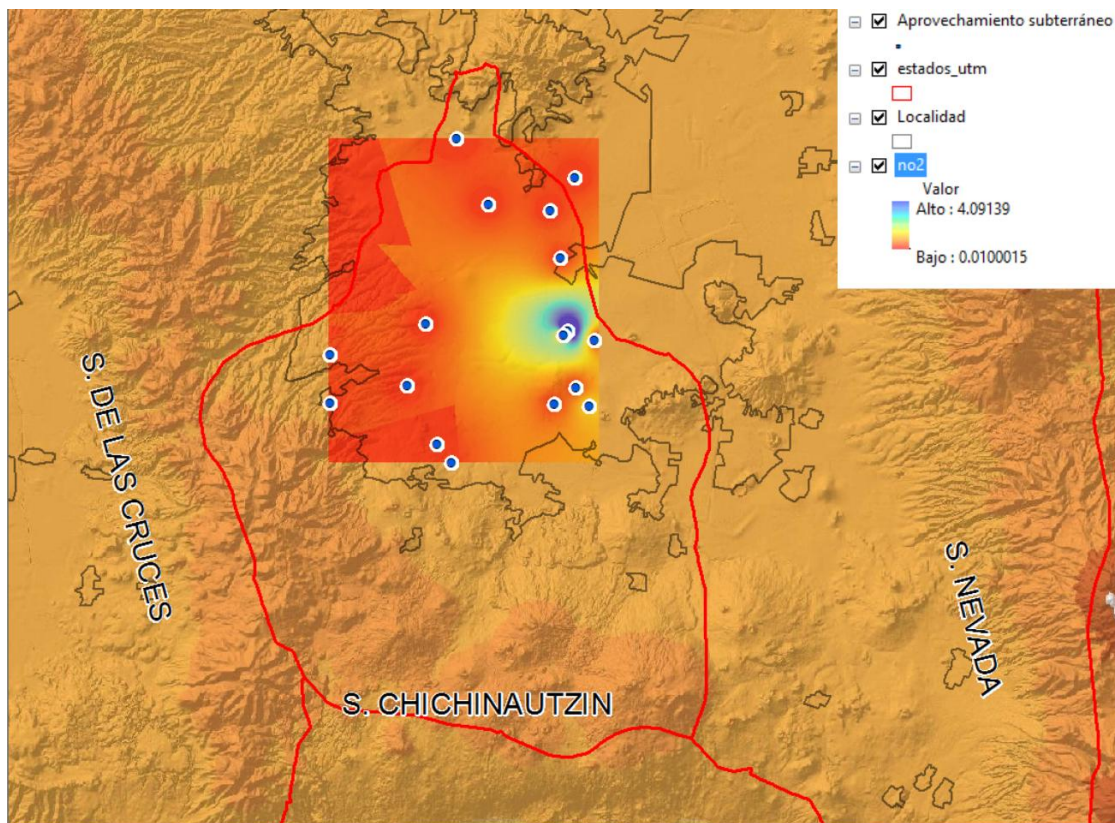 Aprovechamiento subterráneo
estados_utm
Localidad
no2
Valor
Alto : 4.09139
Bajo : 0.0100015
S. DE LAS CRUCES
S. NEVADA
S. CHICHINAUTZIN